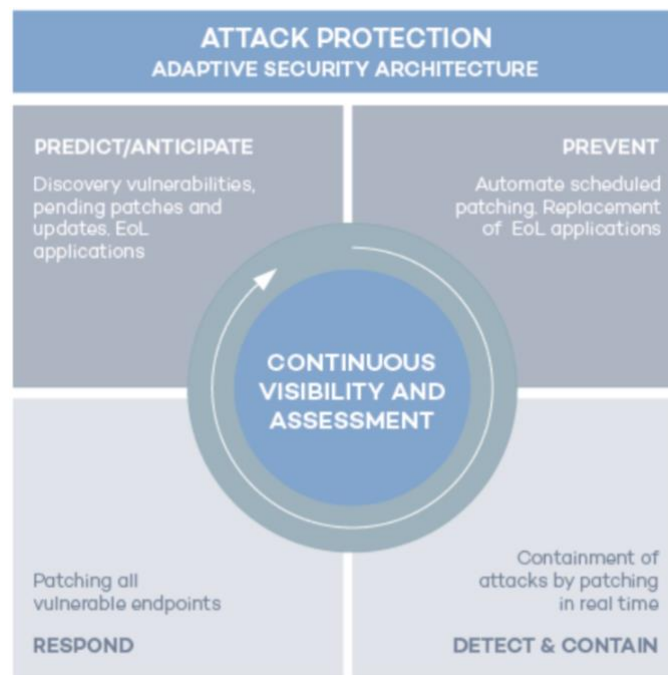 ATTACK PROTECTION
ADAPTIVE SECURITY ARCHITECTURE
PREDICT/ANTICIPATE
Discovery vulnerabilities,
pending patches and
updates. EoL
applications
PREVENT
Automate scheduled
patching. Replacement
of EoL applications
CONTINUOUS
VISIBILITY AND
ASSESSMENT
Patching all
vulnerable endpoints
RESPOND
Containment of
attacks by patching
in real time
DETECT & CONTAIN